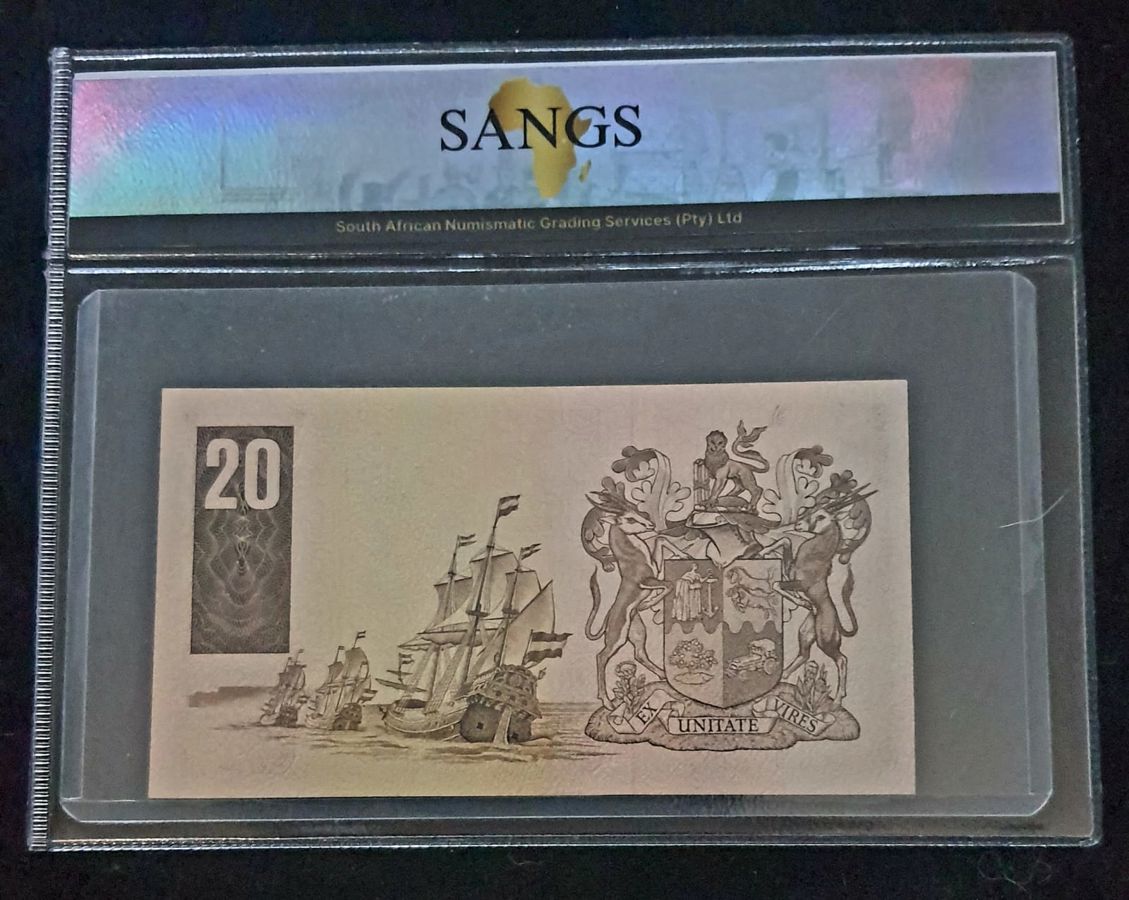 SANGS
South African Numismatic Grading Services (Pty) Ltd
20
EX UNITATE VIRES